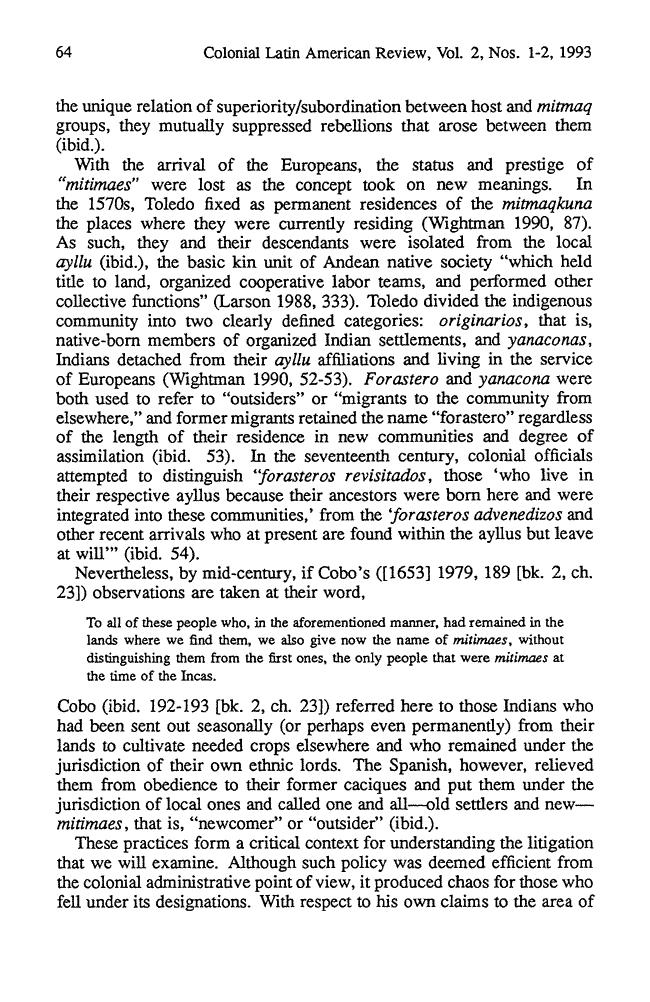 64 Colonial Latin American Review, Vol. 2, Nos. 1-2, 1993
the unique relation of superiority/subordination between host and mitmaq
groups, they mutually suppressed rebellions that arose between them
(ibid.).
With the arrival of the Europeans, the status and prestige of
“mitimaes” were lost as the concept took on new meanings. In
the 1570s, Toledo fixed as permanent residences of the mitmaqkuna
the places where they were currently residing (Wightman 1990, 87).
As such, they and their descendants were isolated from the local
ayllu (ibid.), the basic kin unit of Andean native society “which held
title to land, organized cooperative labor teams, and performed other
collective functions” (Larson 1988, 333). Toledo divided the indigenous
community into two clearly defined categories: originarios, that is,
native-born members of organized Indian settlements, and yanaconas,
Indians detached from their ayllu affiliations and living in the service
of Europeans (Wightman 1990, 52-53). Forastero and yanacona were
both used to refer to “outsiders” or “migrants to the community from
elsewhere,” and former migrants retained the name “forastero” regardless
of the length of their residence in new communities and degree of
assimilation (ibid. 53). In the seventeenth century, colonial officials
attempted to distinguish “forasteros revisitados, those ‘who live in
their respective ayllus because their ancestors were born here and were
integrated into these communities,’ from the ‘forasteros advenedizos and
other recent arrivals who at present are found within the ayllus but leave
at will’” (ibid. 54).
Nevertheless, by mid-century, if Cobo’s ([1653] 1979, 189 [bk. 2, ch.
23]) observations are taken at their word,
To all of these people who, in the aforementioned manner, had remained in the
lands where we find them, we also give now the name of mitimaes, without
distinguishing them from the first ones, the only people that were mitimaes at
the time of the Incas.
Cobo (ibid. 192-193 [bk. 2, ch. 23]) referred here to those Indians who
had been sent out seasonally (or perhaps even permanently) from their
lands to cultivate needed crops elsewhere and who remained under the
jurisdiction of their own ethnic lords. The Spanish, however, relieved
them from obedience to their former caciques and put them under the
jurisdiction of local ones and called one and all—old settlers and new—
mitimaes, that is, “newcomer” or “outsider” (ibid.).
These practices form a critical context for understanding the litigation
that we will examine. Although such policy was deemed efficient from
the colonial administrative point of view, it produced chaos for those who
fell under its designations. With respect to his own claims to the area of